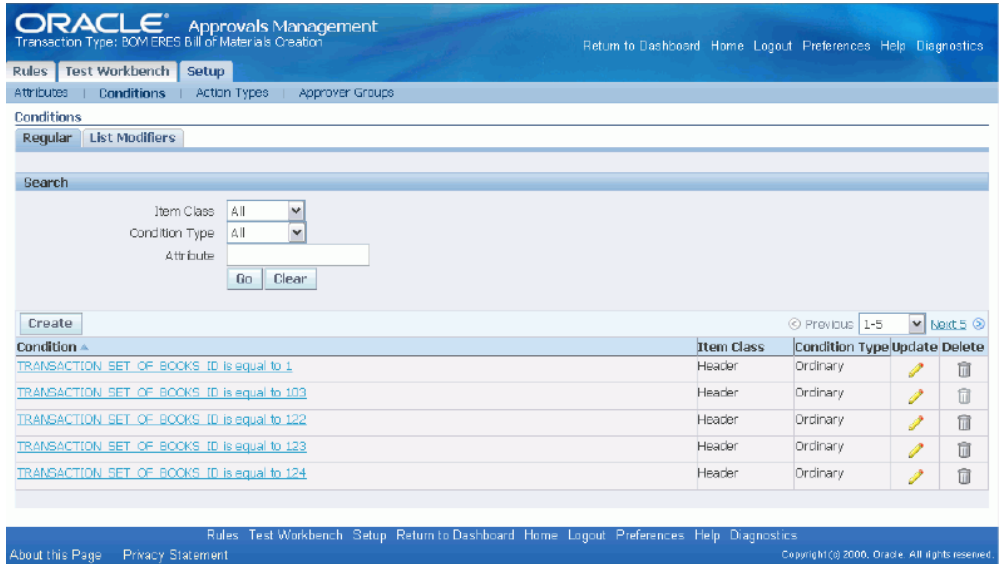 ORACLE® Approvals Management
Transaction Type: BOM ERES Bill of Materials Creation
Return to Dashboard Home Logout Preferences Help Diagnostics
Rules Test Workbench Setup
Attributes | Conditions | Action Types | Approver Groups
Conditions
Regular List Modifiers
Search
Item Class All
Condition Type All
Attribute
Go Clear
Create Previous 1-5 Next 5
Condition Item Class Condition Type Update Delete
TRANSACTION_SET_OF_BOOKS_ID is equal to 1 Header Ordinary
TRANSACTION_SET_OF_BOOKS_ID is equal to 103 Header Ordinary
TRANSACTION_SET_OF_BOOKS_ID is equal to 122 Header Ordinary
TRANSACTION_SET_OF_BOOKS_ID is equal to 123 Header Ordinary
TRANSACTION_SET_OF_BOOKS_ID is equal to 124 Header Ordinary
Rules Test Workbench Setup Return to Dashboard Home Logout Preferences Help Diagnostics
About this Page Privacy Statement Copyright (c) 2000, Oracle. All rights reserved.